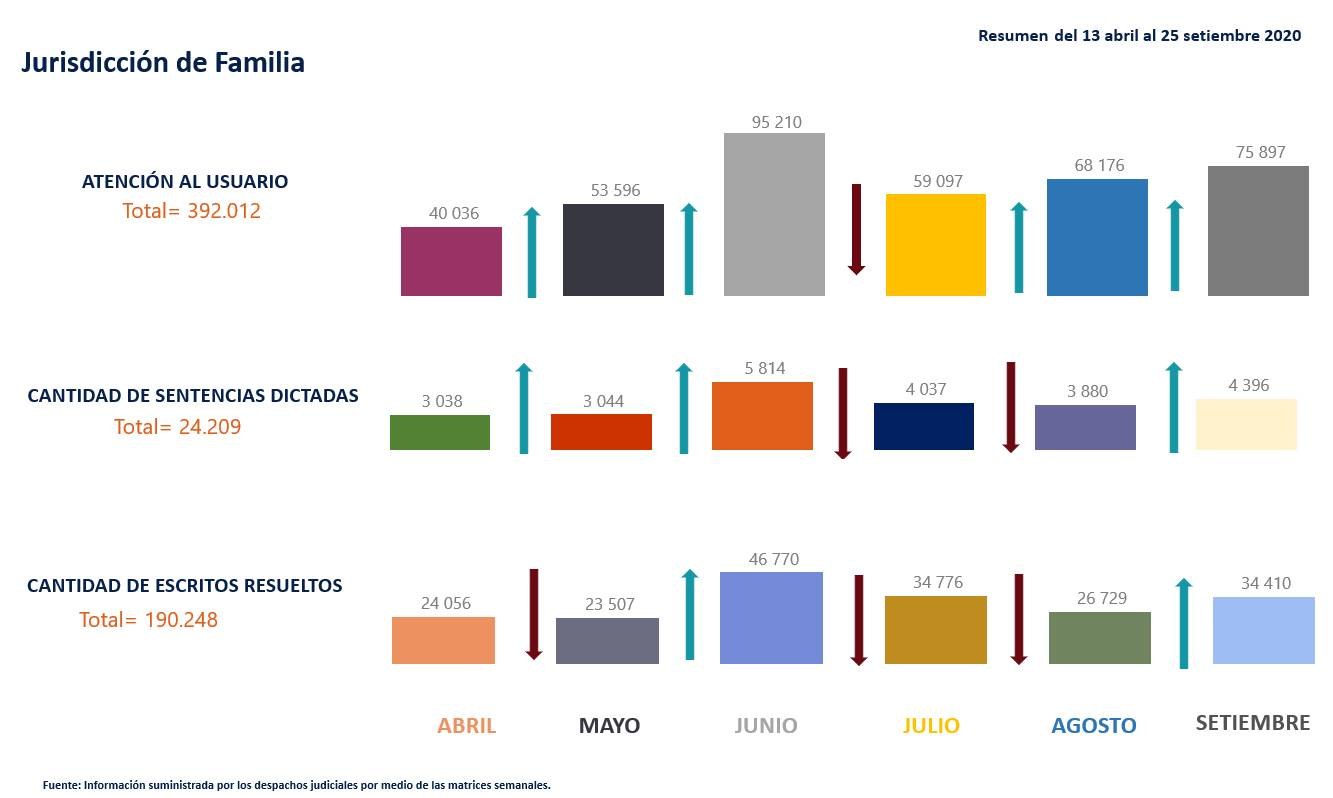 Resumen del 13 abril al 25 setiembre 2020
Jurisdicción de Familia
ATENCIÓN AL USUARIO
Total= 392.012
40 036
53 596
95 210
59 097
68 176
75 897
CANTIDAD DE SENTENCIAS DICTADAS
Total= 24.209
3 038
3 044
5 814
4 037
3 880
4 396
CANTIDAD DE ESCRITOS RESUELTOS
Total= 190.248
24 056
23 507
46 770
34 776
26 729
34 410
ABRIL
MAYO
JUNIO
JULIO
AGOSTO
SETIEMBRE
Fuente: Información suministrada por los despachos judiciales por medio de las matrices semanales.